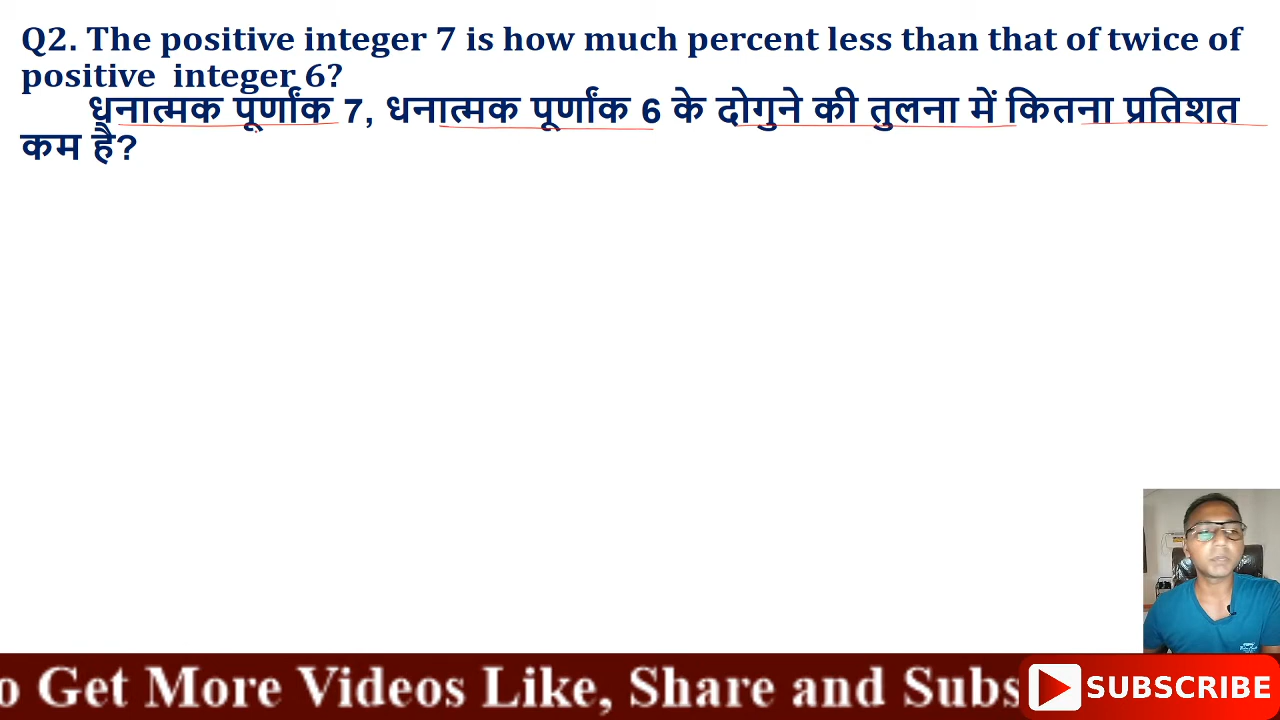 Q2. The positive integer 7 is how much percent less than that of twice of
positive integer 6?
धनात्मक पूर्णांक 7, धनात्मक पूर्णांक 6 के दोगुने की तुलना में कितना प्रतिशत
कम है?
o Get More Videos Like, Share and Subs
SUBSCRIBE